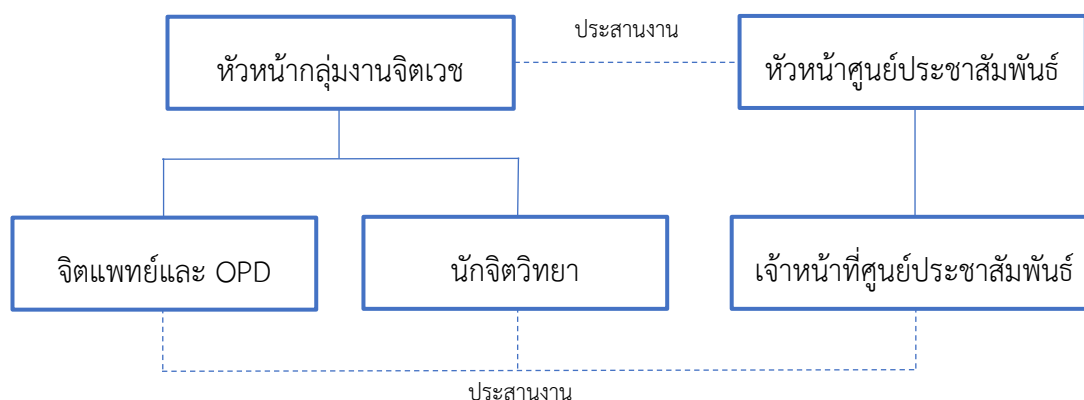 ประสานงาน
หัวหน้ากลุ่มงานจิตเวช
หัวหน้าศูนย์ประชาสัมพันธ์
จิตแพทย์และ OPD
นักจิตวิทยา
เจ้าหน้าที่ศูนย์ประชาสัมพันธ์
ประสานงาน